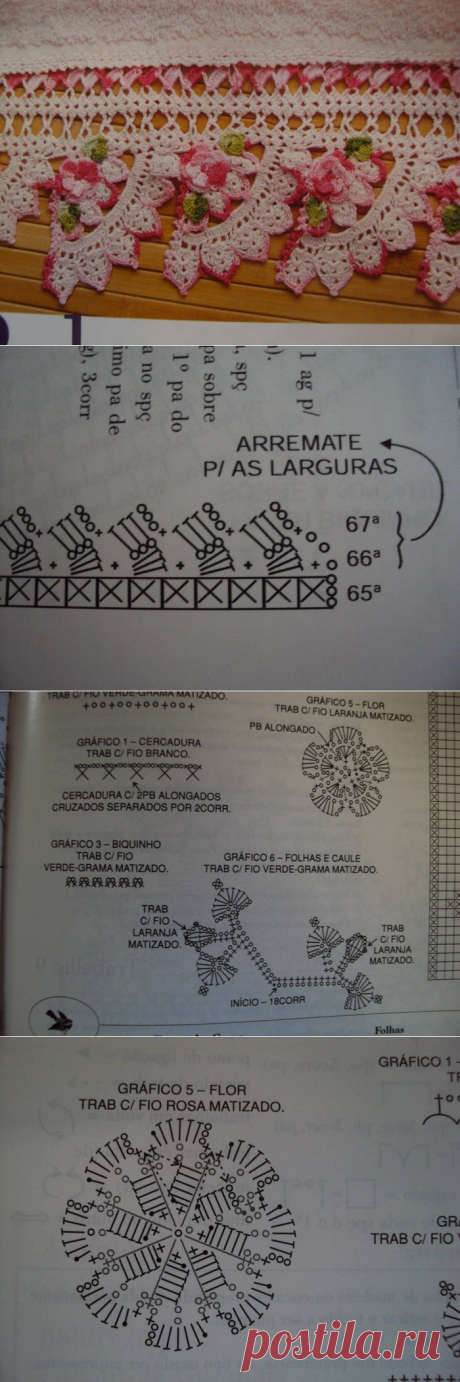 1 ag p/
).
, spç
pa sobre
1º pa do
a no spç
imo pa de
), 3corr
ARREMATE
P/ AS LARGURAS
67ª
66ª
65ª
TRAB C/ FIO VERDE-GRAMA MATIZADO.
GRÁFICO 1 – CERCADURA
TRAB C/ FIO BRANCO.
CERCADURA C/ 2PB ALONGADOS
CRUZADOS SEPARADOS POR 2CORR.
GRÁFICO 5 – FLOR
TRAB C/ FIO LARANJA MATIZADO.
PB ALONGADO
GRÁFICO 3 – BIQUINHO
TRAB C/ FIO
VERDE-GRAMA MATIZADO.
GRÁFICO 6 – FOLHAS E CAULE
TRAB C/ FIO VERDE-GRAMA MATIZADO.
TRAB
C/ FIO
LARANJA
MATIZADO.
TRAB
C/ FIO
LARANJA
MATIZADO.
INÍCIO – 18CORR
Folhas
GRÁFICO 5 – FLOR
TRAB C/ FIO ROSA MATIZADO.
GRÁFICO 1 –
TR
GRÁ
TRAB C/ FIO V
postila.ru